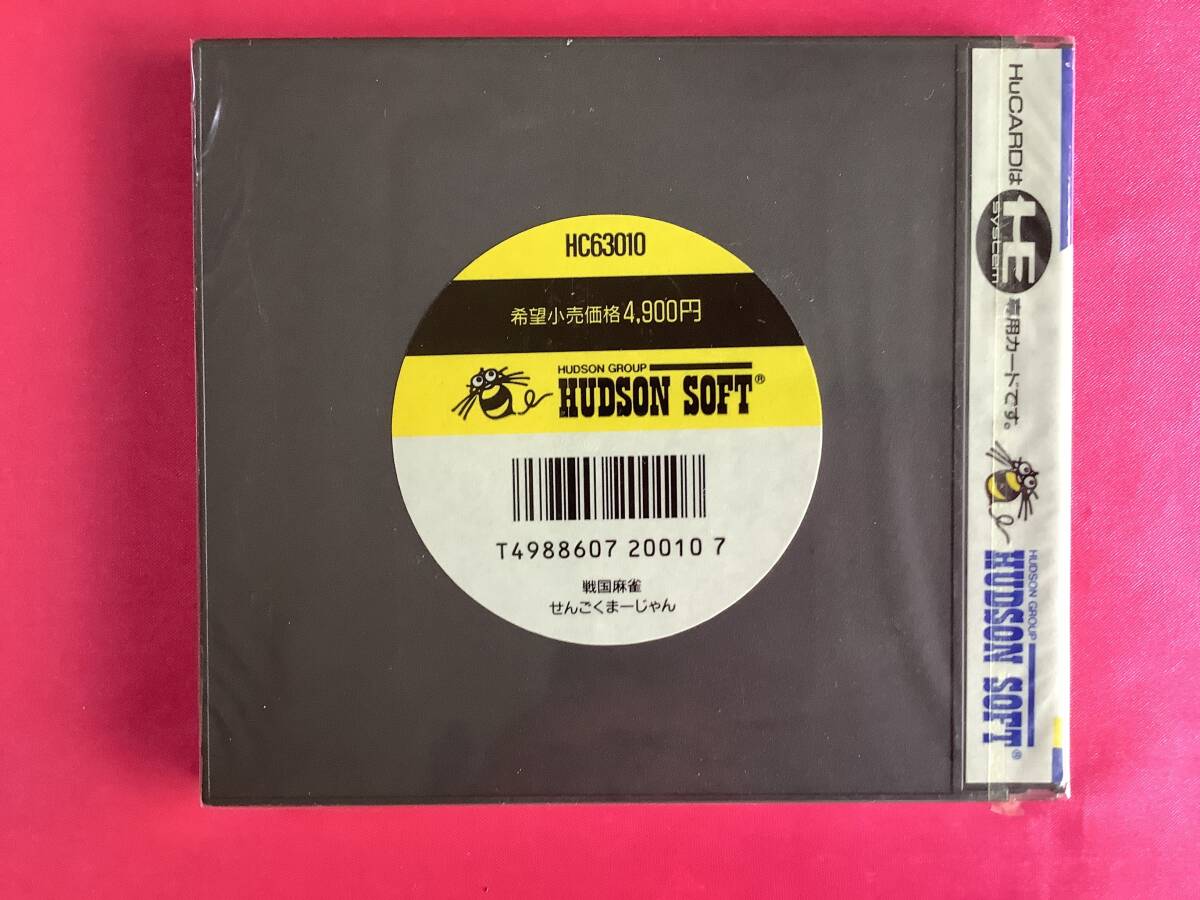 HC63010
希望小売価格4,900円
HUDSON GROUP
HUDSON SOFT®
T4988607 20010 7
戦国麻雀
せんごくまーじゃん
HuCARDは HE system 専用カードです。
HUDSON GROUP
HUDSON SOFT®